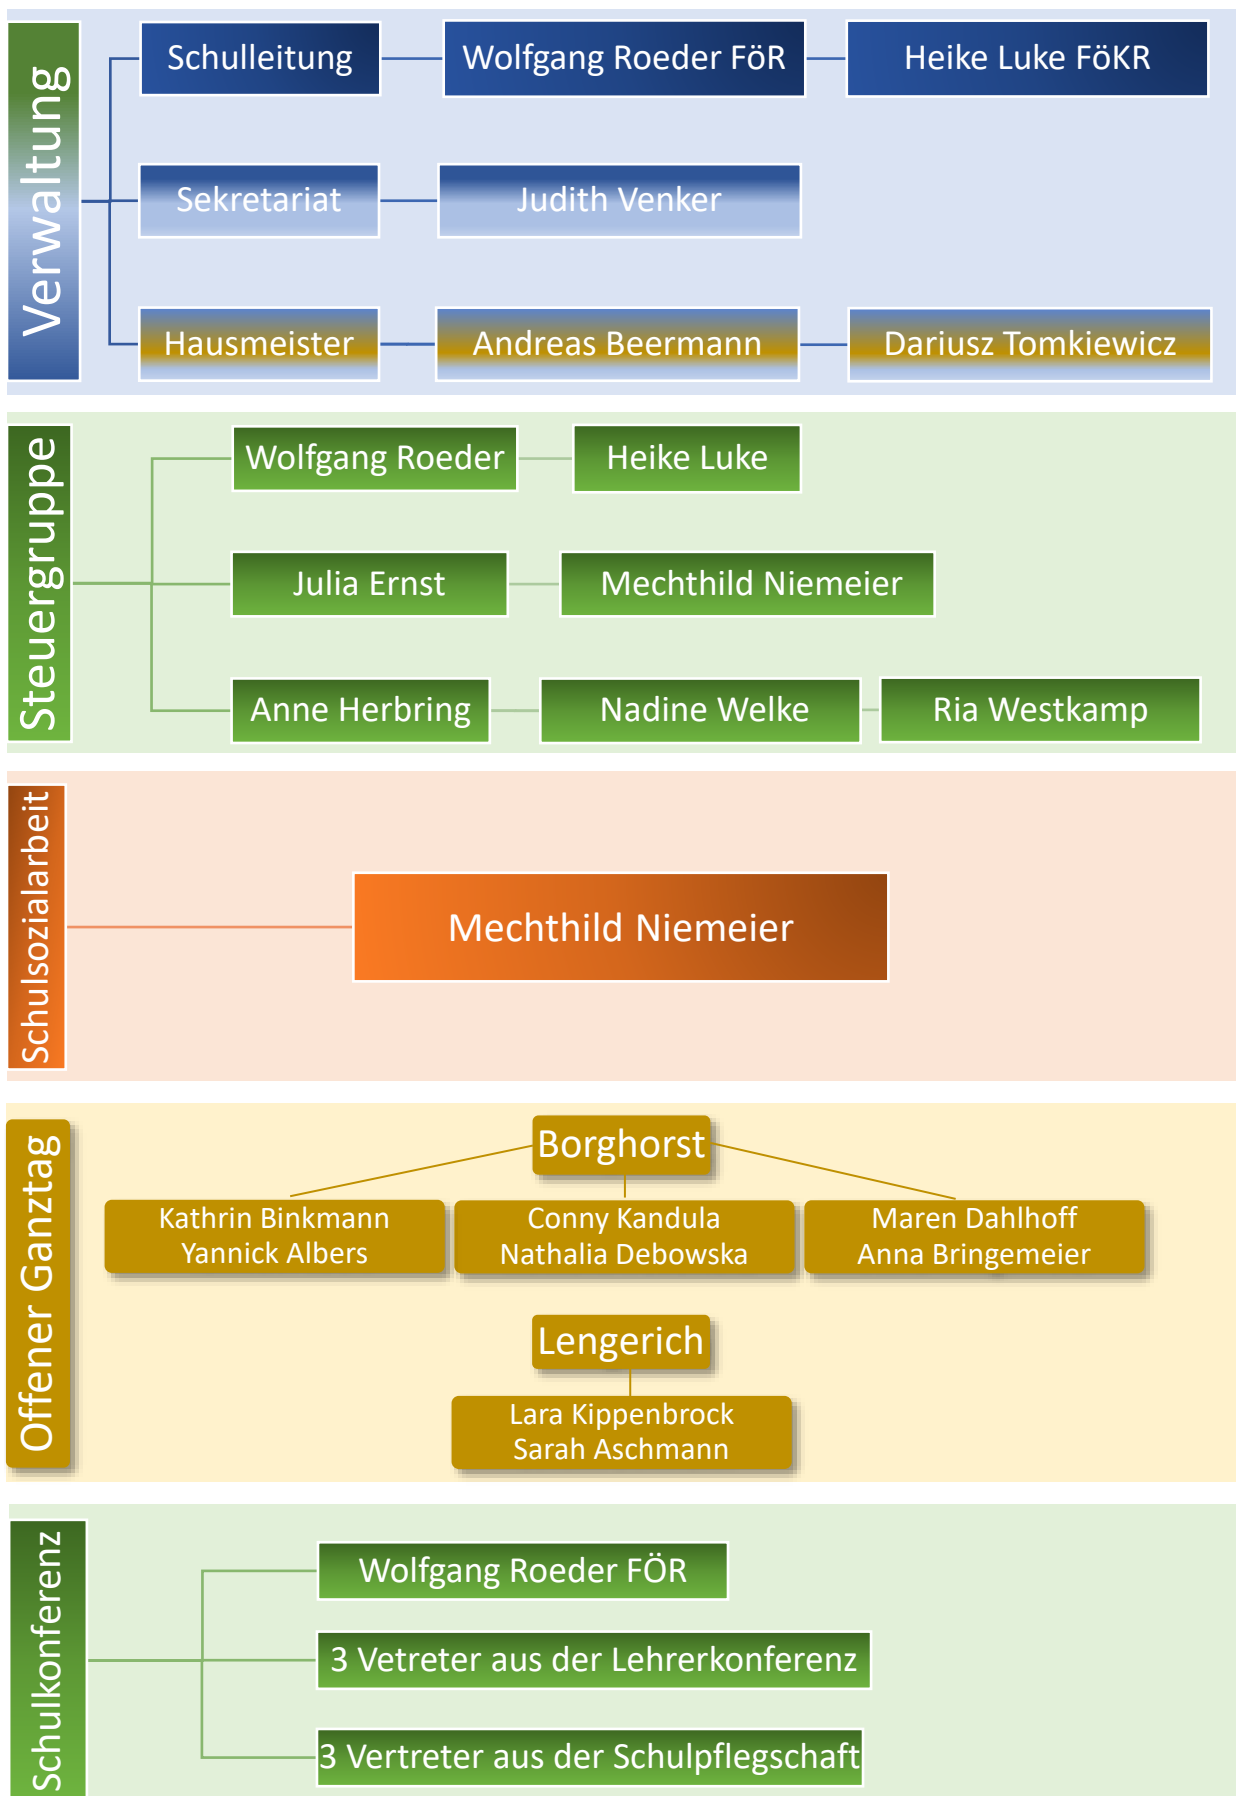 Verwaltung
Schulleitung
Wolfgang Roeder FöR
Heike Luke FöKR
Sekretariat
Judith Venker
Hausmeister
Andreas Beermann
Dariusz Tomkiewicz
Steuergruppe
Wolfgang Roeder
Heike Luke
Julia Ernst
Mechthild Niemeier
Anne Herbring
Nadine Welke
Ria Westkamp
Schulsozialarbeit
Mechthild Niemeier
Offener Ganztag
Borghorst
Kathrin Binkmann
Yannick Albers
Conny Kandula
Nathalia Debowska
Maren Dahlhoff
Anna Bringemeier
Lengerich
Lara Kippenbrock
Sarah Aschmann
Schulkonferenz
Wolfgang Roeder FÖR
3 Vetreter aus der Lehrerkonferenz
3 Vertreter aus der Schulpflegschaft